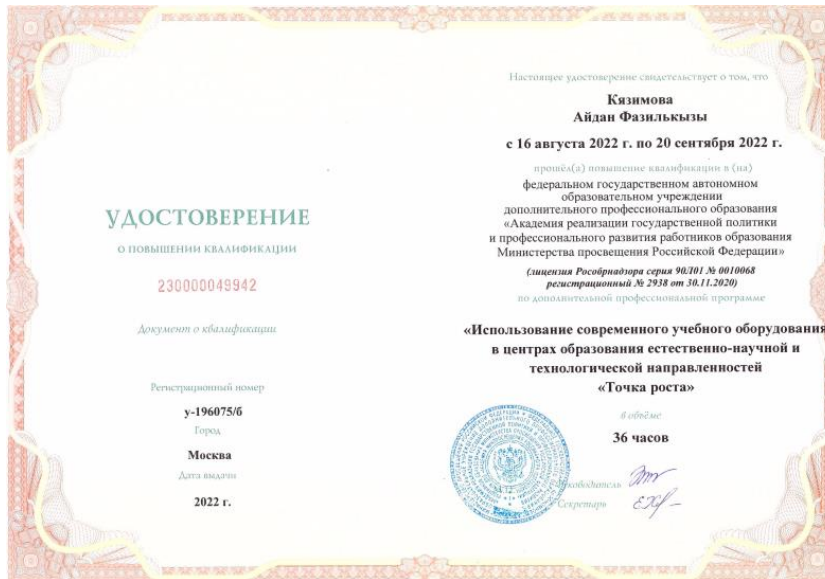 УДОСТОВЕРЕНИЕ
О ПОВЫШЕНИИ КВАЛИФИКАЦИИ
230000049942
Документ о квалификации
Регистрационный номер
у-196075/б
Город
Москва
Дата выдачи
2022 г.
Настоящее удостоверение свидетельствует о том, что
Кязимова
Айдан Фазилькызы
с 16 августа 2022 г. по 20 сентября 2022 г.
прошёл(а) повышение квалификации в (на)
федеральном государственном автономном
образовательном учреждении
дополнительного профессионального образования
«Академия реализации государственной политики
и профессионального развития работников образования
Министерства просвещения Российской Федерации»
(лицензия Рособрнадзора серия 90Л01 № 0010068
регистрационный № 2938 от 30.11.2020)
по дополнительной профессиональной программе
«Использование современного учебного оборудования
в центрах образования естественно-научной и
технологической направленностей
«Точка роста»
в объёме
36 часов
Руководитель
Секретарь